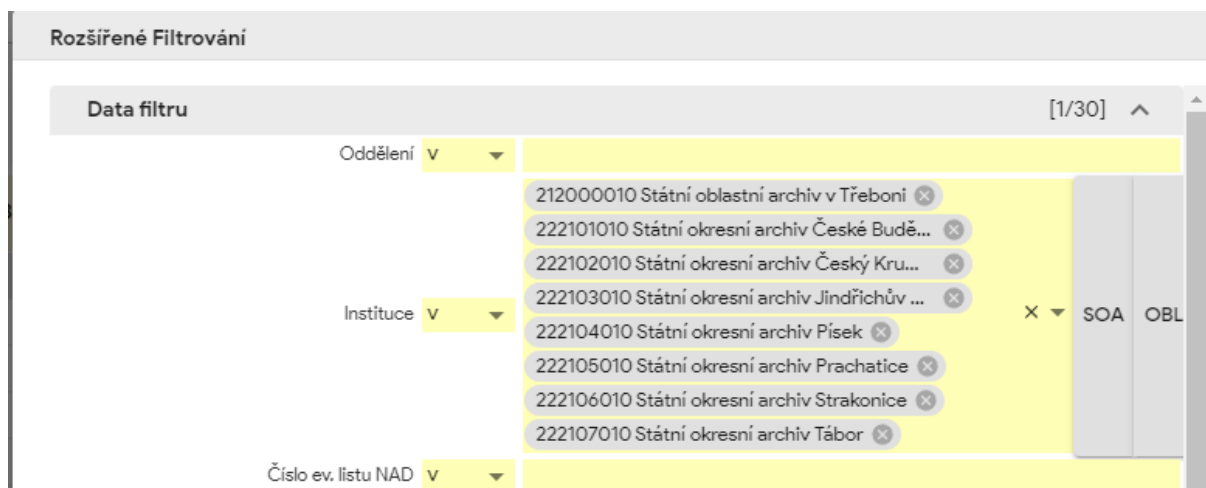 Rozšířené Filtrování
Data filtru [1/30]
Oddělení V
212000010 Státní oblastní archiv v Třeboni
222101010 Státní okresní archiv České Budě...
222102010 Státní okresní archiv Český Kru...
222103010 Státní okresní archiv Jindřichův ...
Instituce V
SOA OBL
222104010 Státní okresní archiv Písek
222105010 Státní okresní archiv Prachatice
222106010 Státní okresní archiv Strakonice
222107010 Státní okresní archiv Tábor
Číslo ev. listu NAD V